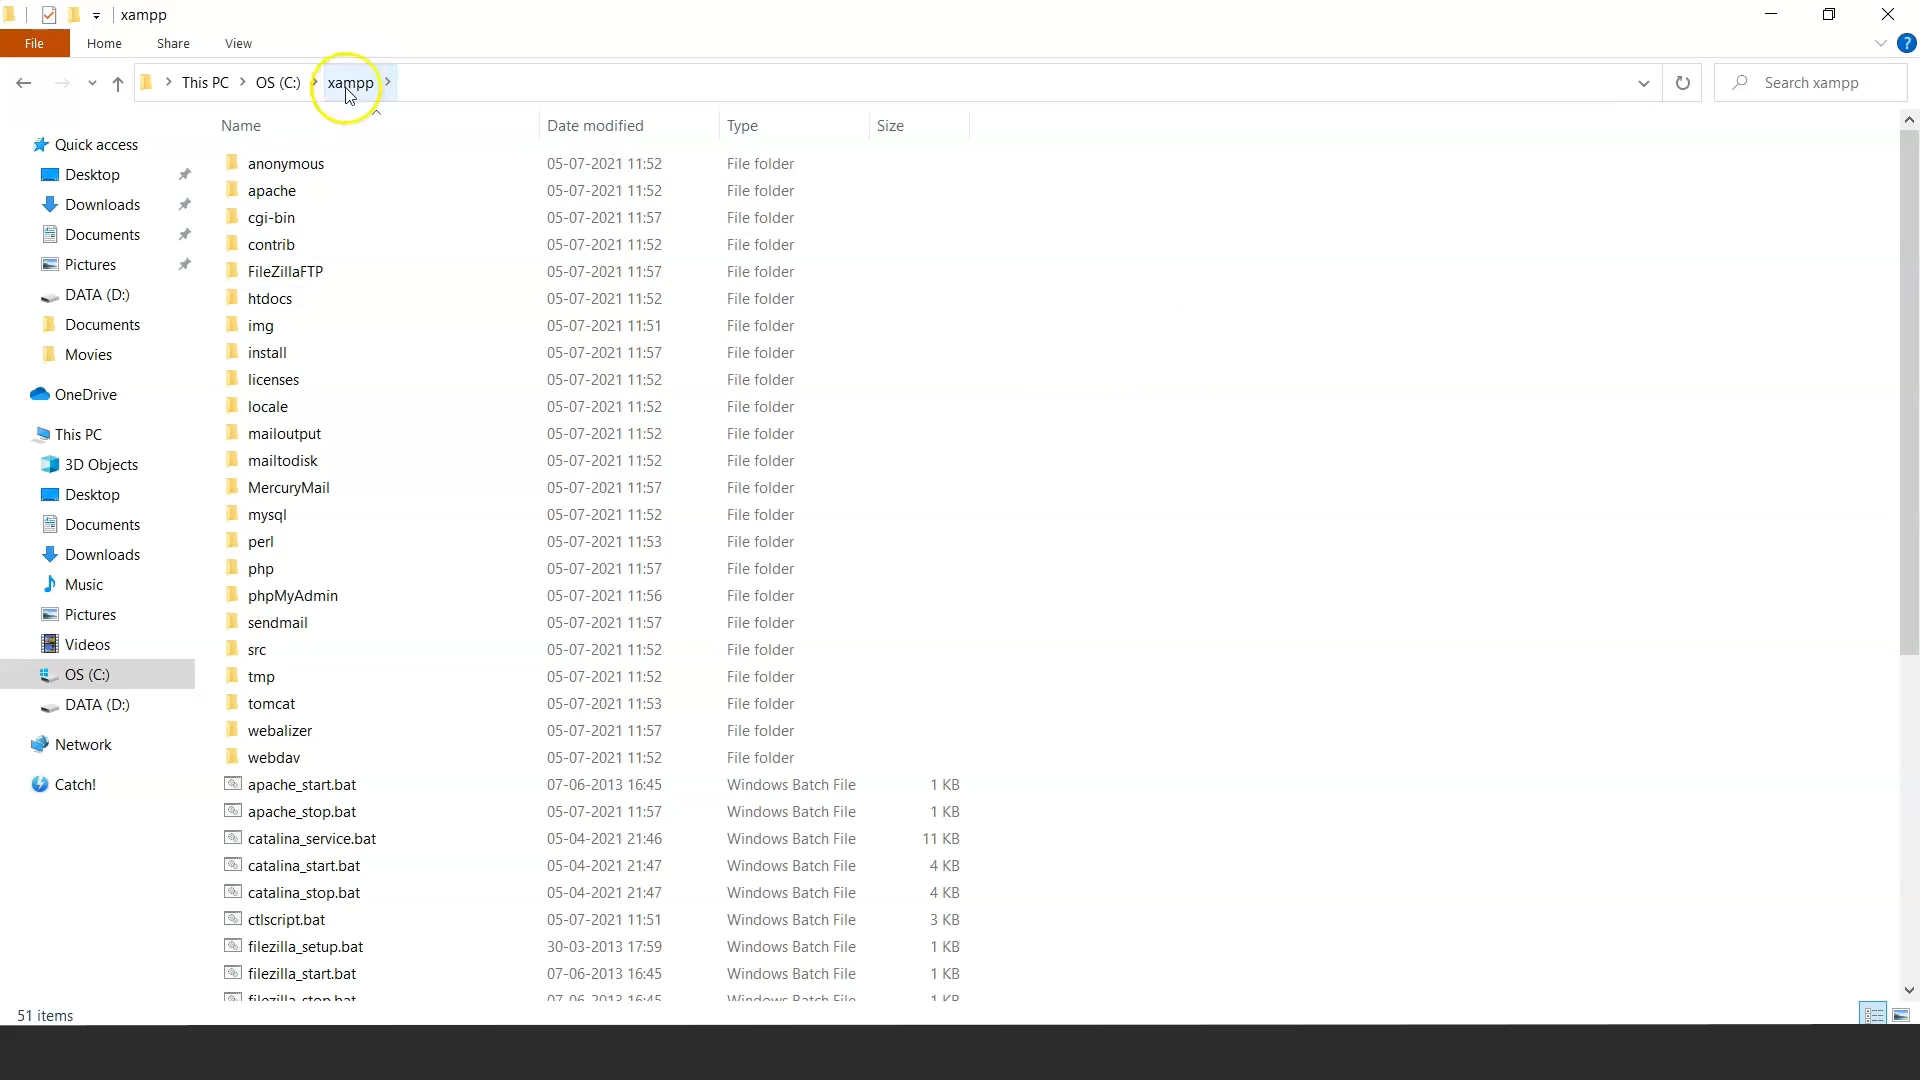 xampp
File Home Share View
This PC OS (C:) xampp Search xampp
Name Date modified Type Size
Quick access
Desktop
Downloads
Documents
Pictures
DATA (D:)
Documents
Movies
OneDrive
This PC
3D Objects
Desktop
Documents
Downloads
Music
Pictures
Videos
OS (C:)
DATA (D:)
Network
Catch!
anonymous 05-07-2021 11:52 File folder
apache 05-07-2021 11:52 File folder
cgi-bin 05-07-2021 11:57 File folder
contrib 05-07-2021 11:52 File folder
FileZillaFTP 05-07-2021 11:57 File folder
htdocs 05-07-2021 11:52 File folder
img 05-07-2021 11:51 File folder
install 05-07-2021 11:57 File folder
licenses 05-07-2021 11:52 File folder
locale 05-07-2021 11:52 File folder
mailoutput 05-07-2021 11:52 File folder
mailtodisk 05-07-2021 11:52 File folder
MercuryMail 05-07-2021 11:57 File folder
mysql 05-07-2021 11:52 File folder
perl 05-07-2021 11:53 File folder
php 05-07-2021 11:57 File folder
phpMyAdmin 05-07-2021 11:56 File folder
sendmail 05-07-2021 11:57 File folder
src 05-07-2021 11:52 File folder
tmp 05-07-2021 11:52 File folder
tomcat 05-07-2021 11:53 File folder
webalizer 05-07-2021 11:57 File folder
webdav 05-07-2021 11:52 File folder
apache_start.bat 07-06-2013 16:45 Windows Batch File 1 KB
apache_stop.bat 05-07-2021 11:57 Windows Batch File 1 KB
catalina_service.bat 05-04-2021 21:46 Windows Batch File 11 KB
catalina_start.bat 05-04-2021 21:47 Windows Batch File 4 KB
catalina_stop.bat 05-04-2021 21:47 Windows Batch File 4 KB
ctlscript.bat 05-07-2021 11:51 Windows Batch File 3 KB
filezilla_setup.bat 30-03-2013 17:59 Windows Batch File 1 KB
filezilla_start.bat 07-06-2013 16:45 Windows Batch File 1 KB
filezilla_stop.bat 07-06-2013 16:45 Windows Batch File 1 KB
51 items